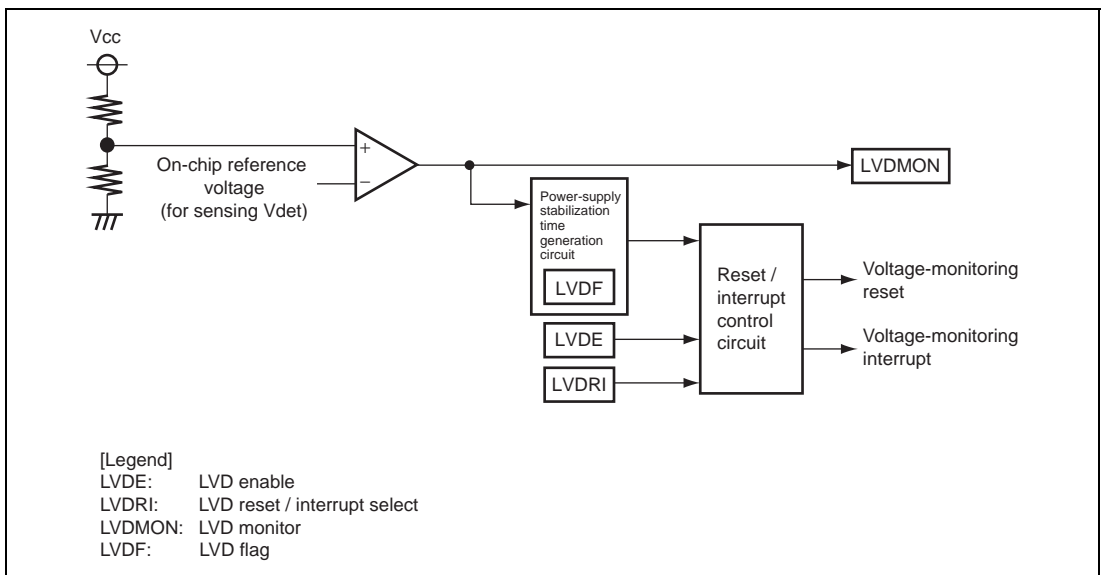 Vcc
On-chip reference
voltage
(for sensing Vdet)
+
−
LVDMON
Power-supply
stabilization
time
generation
circuit
LVDF
LVDE
LVDRI
Reset /
interrupt
control
circuit
Voltage-monitoring
reset
Voltage-monitoring
interrupt
[Legend]
LVDE: LVD enable
LVDRI: LVD reset / interrupt select
LVDMON: LVD monitor
LVDF: LVD flag